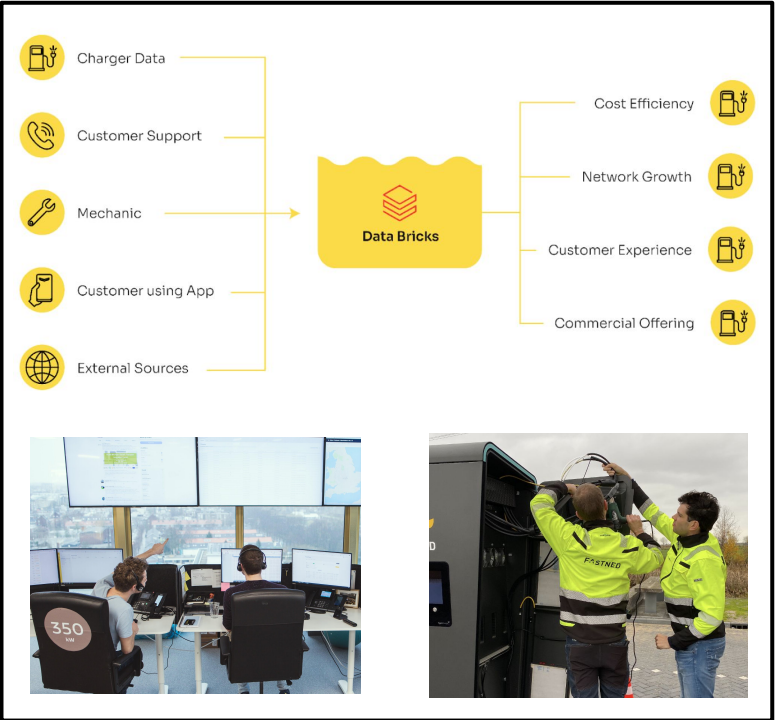 Charger Data
Customer Support
Mechanic
Customer using App
External Sources
Data Bricks
Cost Efficiency
Network Growth
Customer Experience
Commercial Offering
350
kW
FASTNED